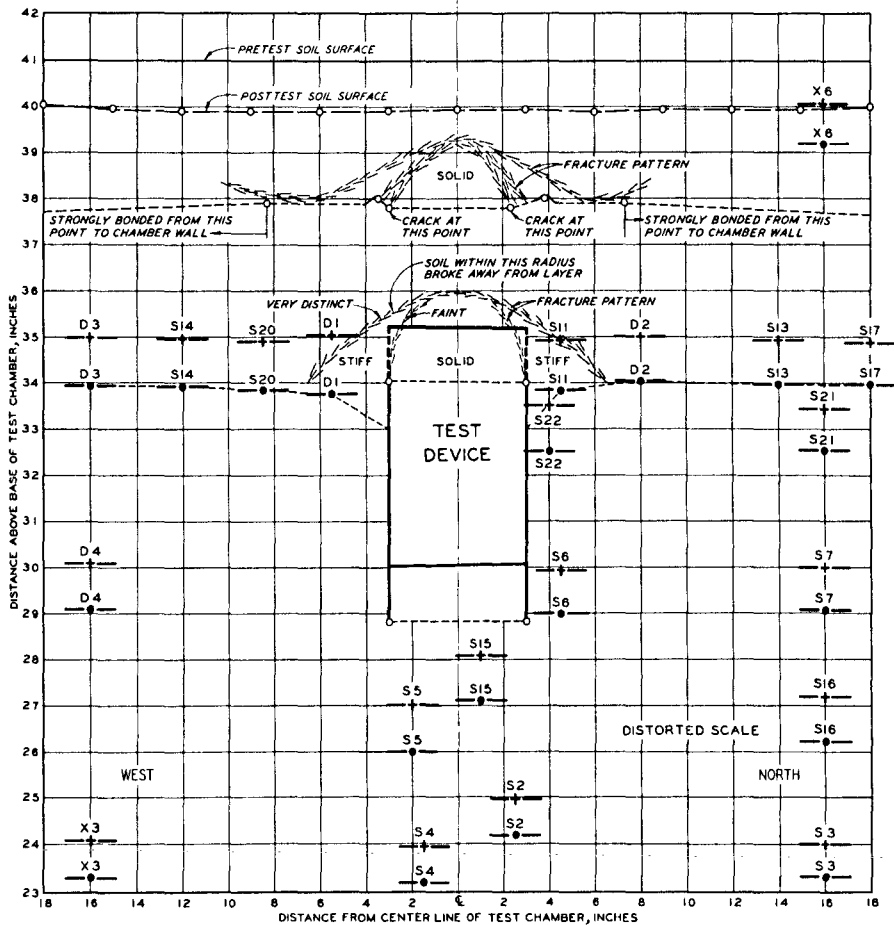 42
41
PRETEST SOIL SURFACE
40
POSTTEST SOIL SURFACE
X6
X6
39
SOLID
FRACTURE PATTERN
38
STRONGLY BONDED FROM THIS
POINT TO CHAMBER WALL
CRACK AT
THIS POINT
CRACK AT
THIS POINT
STRONGLY BONDED FROM THIS
POINT TO CHAMBER WALL
37
36
SOIL WITHIN THIS RADIUS
BROKE AWAY FROM LAYER
VERY DISTINCT
FAINT
FRACTURE PATTERN
35
D3
S14
S20
D1
S11
D2
S13
S17
STIFF
SOLID
STIFF
34
D3
S14
S20
D1
S11
D2
S13
S17
S21
33
S22
TEST
DEVICE
S21
S22
32
31
30
D4
S6
S7
29
D4
S6
S7
28
S15
27
S5
S15
S16
26
S5
DISTORTED SCALE
S16
WEST
NORTH
25
S2
S2
24
X3
S4
S3
23
X3
S4
S3
18 16 14 12 10 8 6 4 2 ℄ 2 4 6 8 10 12 14 16 18
DISTANCE FROM CENTER LINE OF TEST CHAMBER, INCHES
DISTANCE ABOVE BASE OF TEST CHAMBER, INCHES